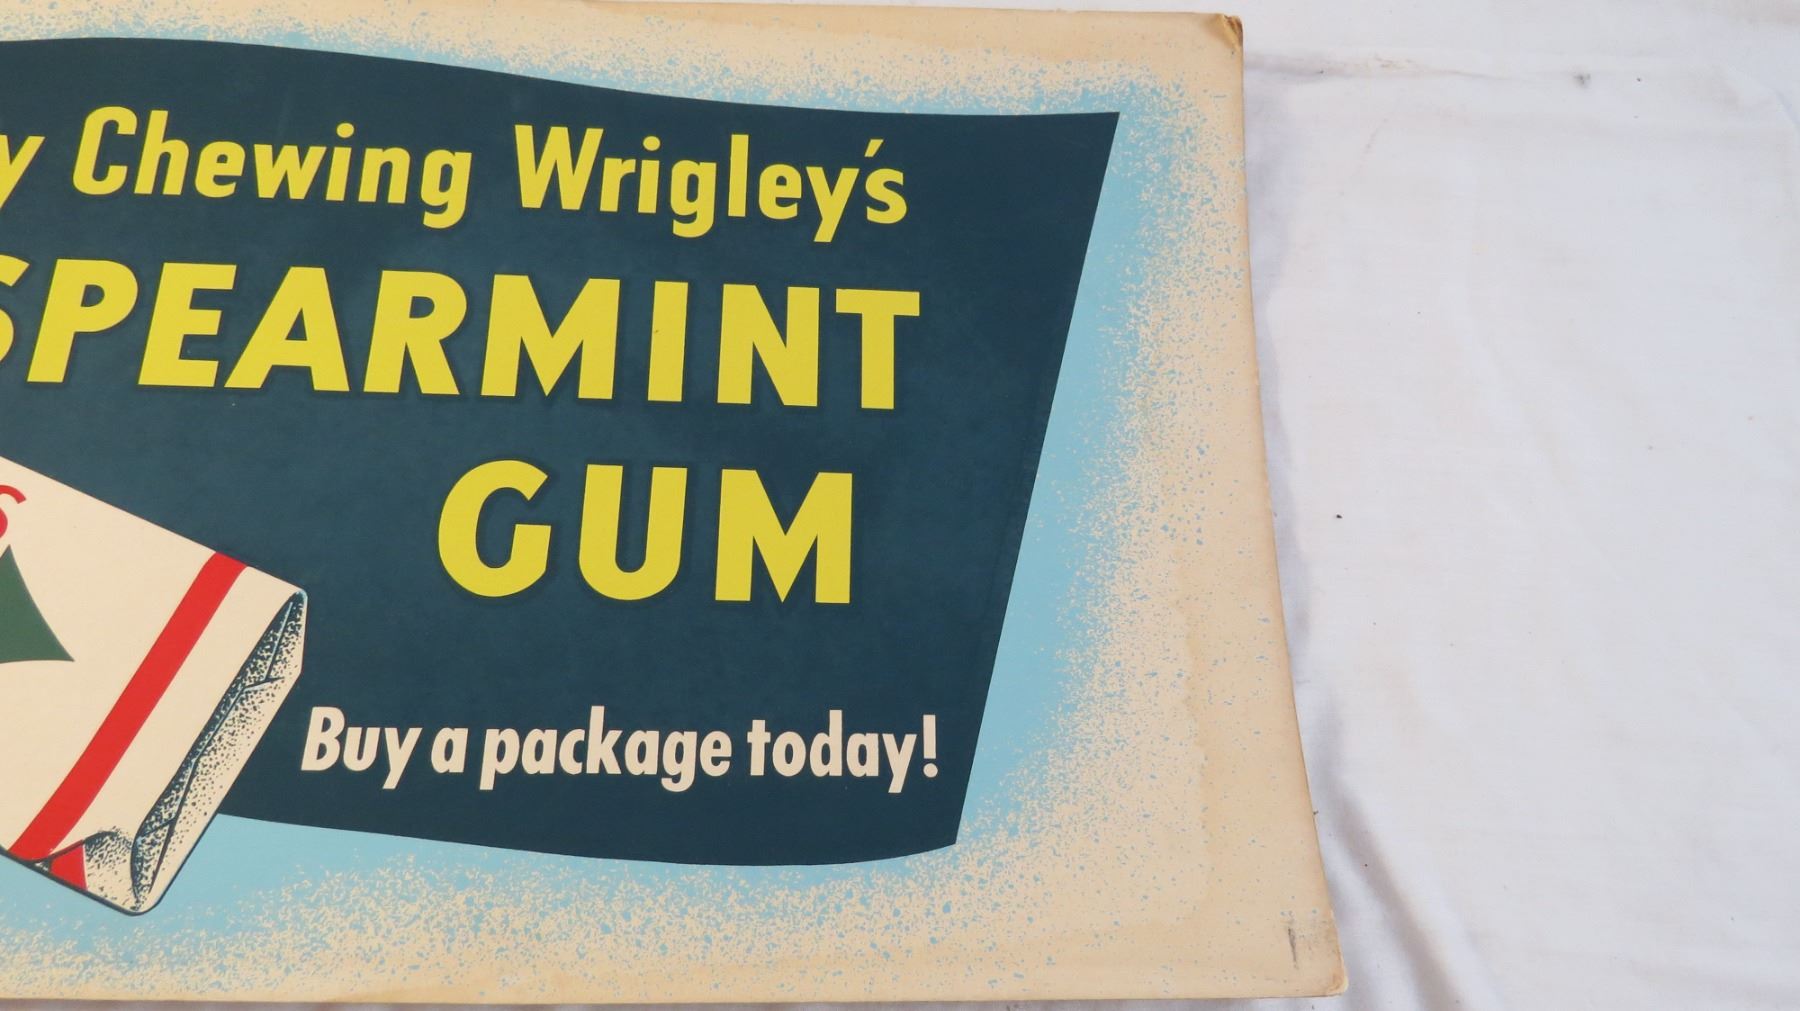 y Chewing Wrigley's
SPEARMINT
GUM
S
Buy a package today!